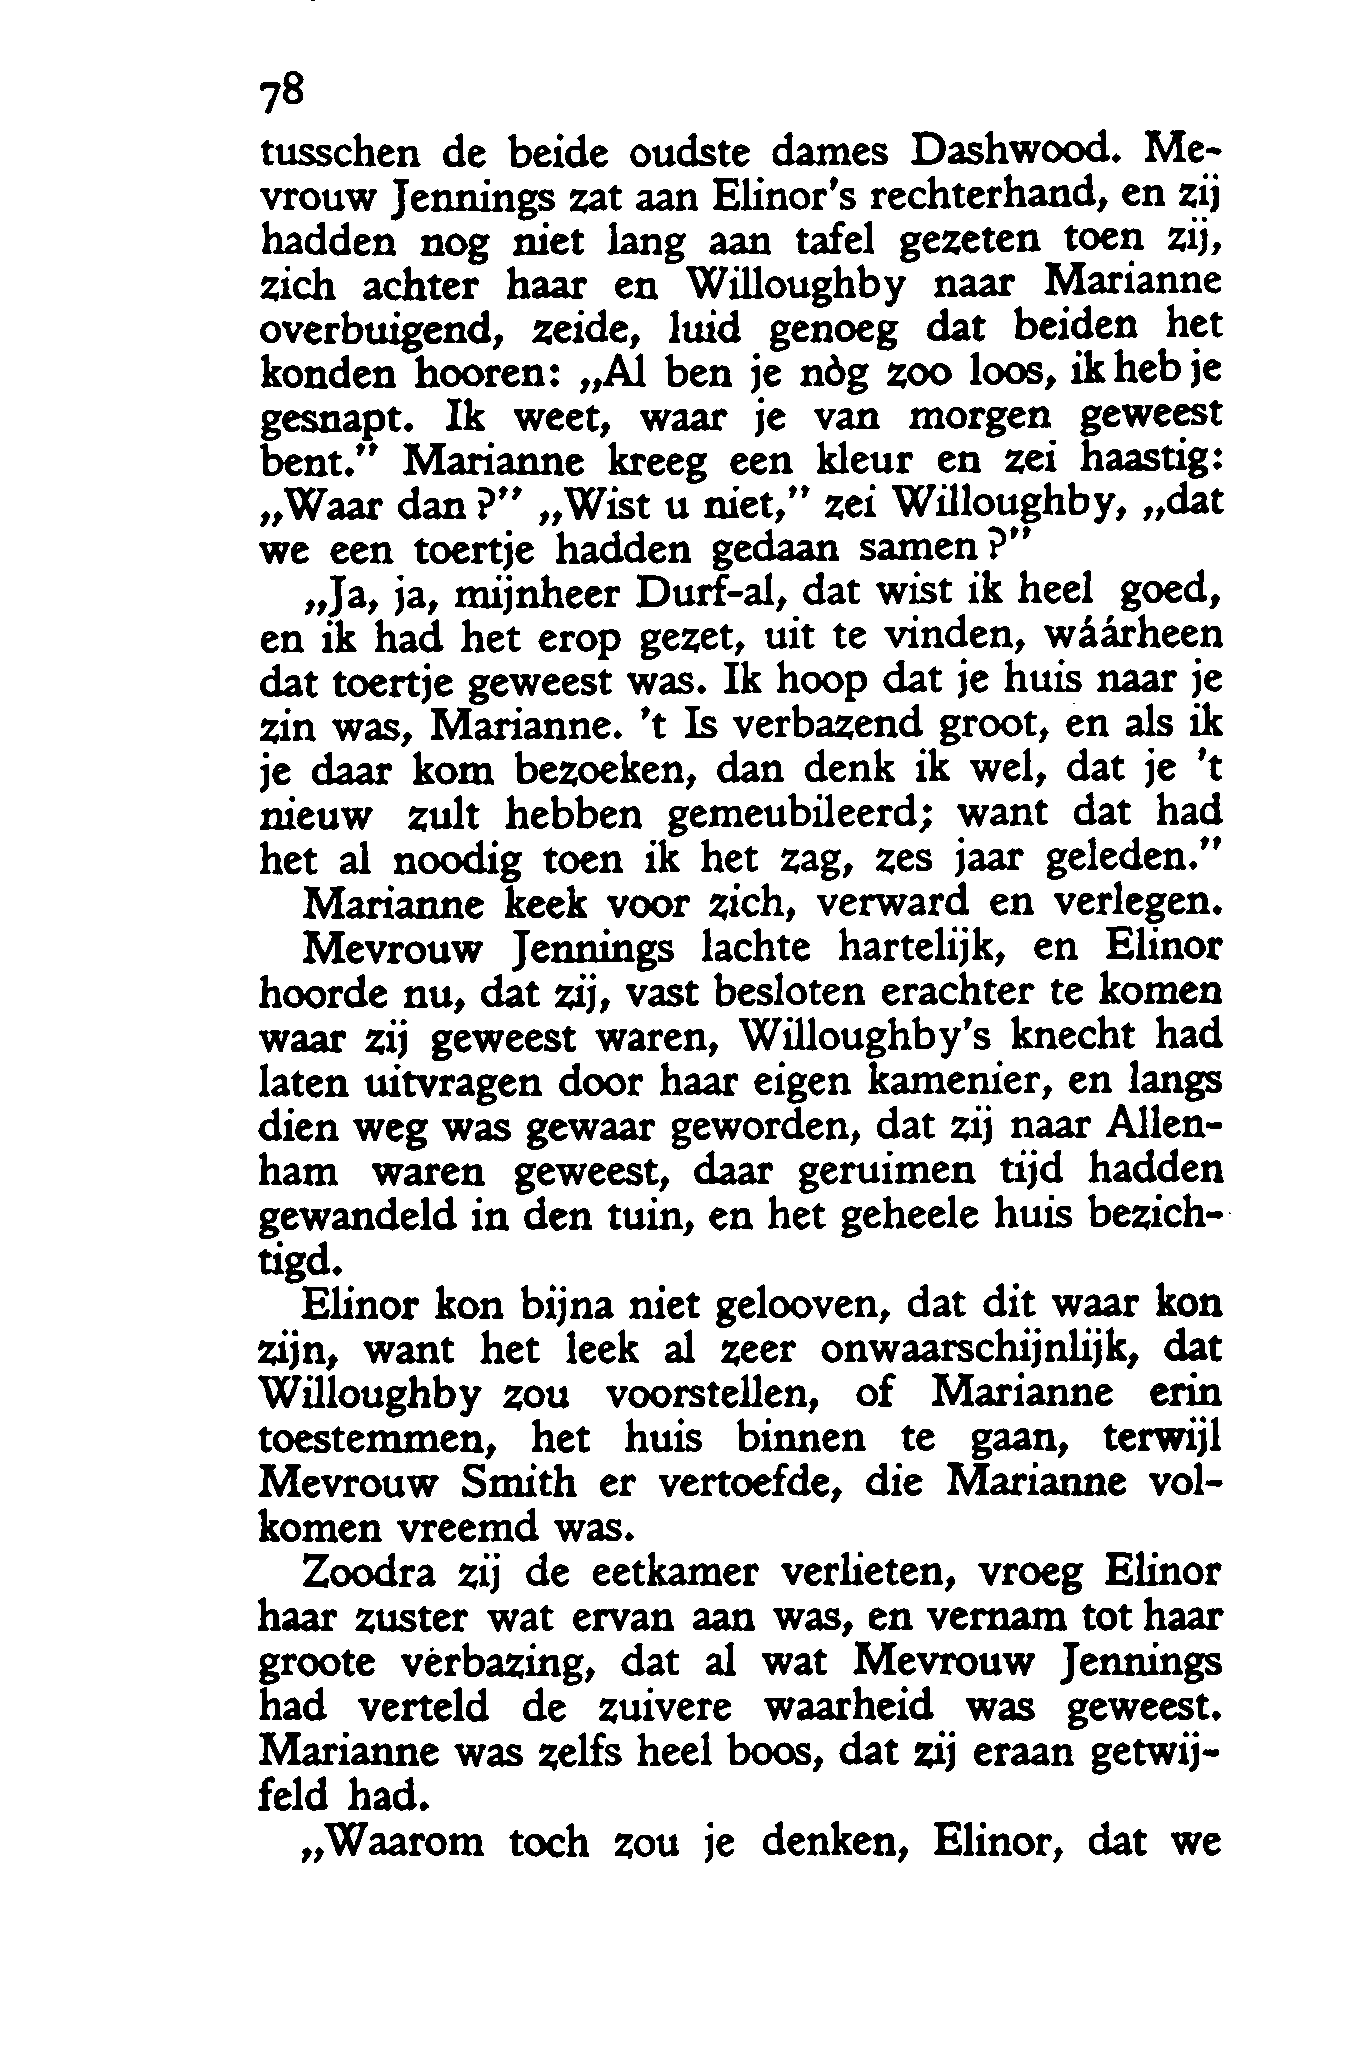 78
tusschen de beide oudste dames Dashwood. Me-
vrouw Jennings zat aan Elinor's rechterhand, en zij
hadden nog niet lang aan tafel gezeten toen zij,
zich achter haar en Willoughby naar Marianne
overbuigend, zeide, luid genoeg dat beiden het
konden hooren: „Al ben je nòg zoo loos, ik heb je
gesnapt. Ik weet, waar je van morgen geweest
bent.” Marianne kreeg een kleur en zei haastig:
„Waar dan?” „Wist u niet,” zei Willoughby, „dat
we een toertje hadden gedaan samen?”
„Ja, ja, mijnheer Durf-al, dat wist ik heel goed,
en ik had het erop gezet, uit te vinden, wáárheen
dat toertje geweest was. Ik hoop dat je huis naar je
zin was, Marianne. 't Is verbazend groot, en als ik
je daar kom bezoeken, dan denk ik wel, dat je 't
nieuw zult hebben gemeubileerd; want dat had
het al noodig toen ik het zag, zes jaar geleden.”
Marianne keek voor zich, verward en verlegen.
Mevrouw Jennings lachte hartelijk, en Elinor
hoorde nu, dat zij, vast besloten erachter te komen
waar zij geweest waren, Willoughby's knecht had
laten uitvragen door haar eigen kamenier, en langs
dien weg was gewaar geworden, dat zij naar Allen-
ham waren geweest, daar geruimen tijd hadden
gewandeld in den tuin, en het geheele huis bezich-
tigd.
Elinor kon bijna niet gelooven, dat dit waar kon
zijn, want het leek al zeer onwaarschijnlijk, dat
Willoughby zou voorstellen, of Marianne erin
toestemmen, het huis binnen te gaan, terwijl
Mevrouw Smith er vertoefde, die Marianne vol-
komen vreemd was.
Zoodra zij de eetkamer verlieten, vroeg Elinor
haar zuster wat ervan aan was, en vernam tot haar
groote vèrbazing, dat al wat Mevrouw Jennings
had verteld de zuivere waarheid was geweest.
Marianne was zelfs heel boos, dat zij eraan getwij-
feld had.
„Waarom toch zou je denken, Elinor, dat we